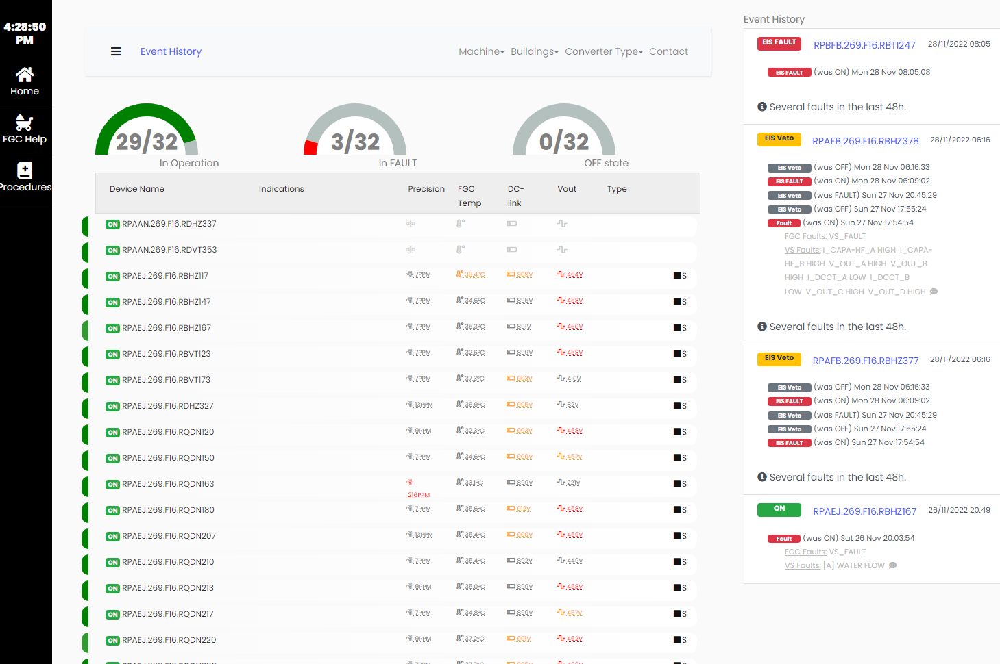 4:28:50
PM
Home
FGC Help
Procedures
Event History
Machine Buildings Converter Type Contact
29/32
In Operation
3/32
In FAULT
0/32
OFF state
Device Name Indications Precision FGC Temp DC-link Vout Type
ON RPAAN.269.F16.RDHZ337
ON RPAAN.269.F16.RDVT353
ON RPAEJ.269.F16.RBHZ117 7PPM 38.4°C 909V 464V S
ON RPAEJ.269.F16.RBHZ147 7PPM 34.6°C 895V 458V S
ON RPAEJ.269.F16.RBHZ167 7PPM 35.3°C 891V 460V S
ON RPAEJ.269.F16.RBVT123 7PPM 32.6°C 899V 458V S
ON RPAEJ.269.F16.RBVT173 7PPM 37.3°C 903V 410V S
ON RPAEJ.269.F16.RDHZ327 13PPM 36.9°C 905V 82V S
ON RPAEJ.269.F16.RQDN120 9PPM 32.3°C 903V 458V S
ON RPAEJ.269.F16.RQDN150 7PPM 34.6°C 909V 457V S
ON RPAEJ.269.F16.RQDN163 216PPM 33.1°C 899V 221V S
ON RPAEJ.269.F16.RQDN180 7PPM 35.6°C 912V 458V S
ON RPAEJ.269.F16.RQDN207 13PPM 35.4°C 900V 459V S
ON RPAEJ.269.F16.RQDN210 7PPM 35.4°C 892V 449V S
ON RPAEJ.269.F16.RQDN213 9PPM 35.0°C 899V 458V S
ON RPAEJ.269.F16.RQDN217 7PPM 34.8°C 899V 457V S
ON RPAEJ.269.F16.RQDN220 9PPM 37.2°C 901V 462V S
Event History
EIS FAULT RPBFB.269.F16.RBTI247 28/11/2022 08:05
EIS FAULT (was ON) Mon 28 Nov 08:05:08
Several faults in the last 48h.
EIS Veto RPAFB.269.F16.RBHZ378 28/11/2022 06:16
EIS Veto (was OFF) Mon 28 Nov 06:16:33
EIS FAULT (was ON) Mon 28 Nov 06:09:02
EIS Veto (was FAULT) Sun 27 Nov 20:45:29
EIS Veto (was OFF) Sun 27 Nov 17:55:24
Fault (was ON) Sun 27 Nov 17:54:54
FGC Faults: VS_FAULT
VS Faults: I_CAPA-HF_A HIGH I_CAPA-
HF_B HIGH V_OUT_A HIGH V_OUT_B
HIGH I_DCCT_A LOW I_DCCT_B
LOW V_OUT_C HIGH V_OUT_D HIGH
Several faults in the last 48h.
EIS Veto RPAFB.269.F16.RBHZ377 28/11/2022 06:16
EIS Veto (was OFF) Mon 28 Nov 06:16:33
EIS FAULT (was ON) Mon 28 Nov 06:09:02
EIS Veto (was FAULT) Sun 27 Nov 20:45:29
EIS Veto (was OFF) Sun 27 Nov 17:55:24
EIS FAULT (was ON) Sun 27 Nov 17:54:54
Several faults in the last 48h.
ON RPAEJ.269.F16.RBHZ167 26/11/2022 20:49
Fault (was ON) Sat 26 Nov 20:03:54
FGC Faults: VS_FAULT
VS Faults: [A] WATER FLOW